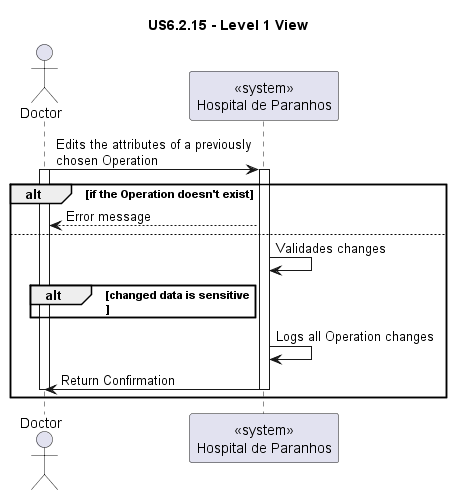 US6.2.15 - Level 1 View
Doctor
«system»
Hospital de Paranhos
Edits the attributes of a previously
chosen Operation
alt
[if the Operation doesn't exist]
Error message
Validades changes
alt
[changed data is sensitive
]
Logs all Operation changes
Return Confirmation
Doctor
«system»
Hospital de Paranhos